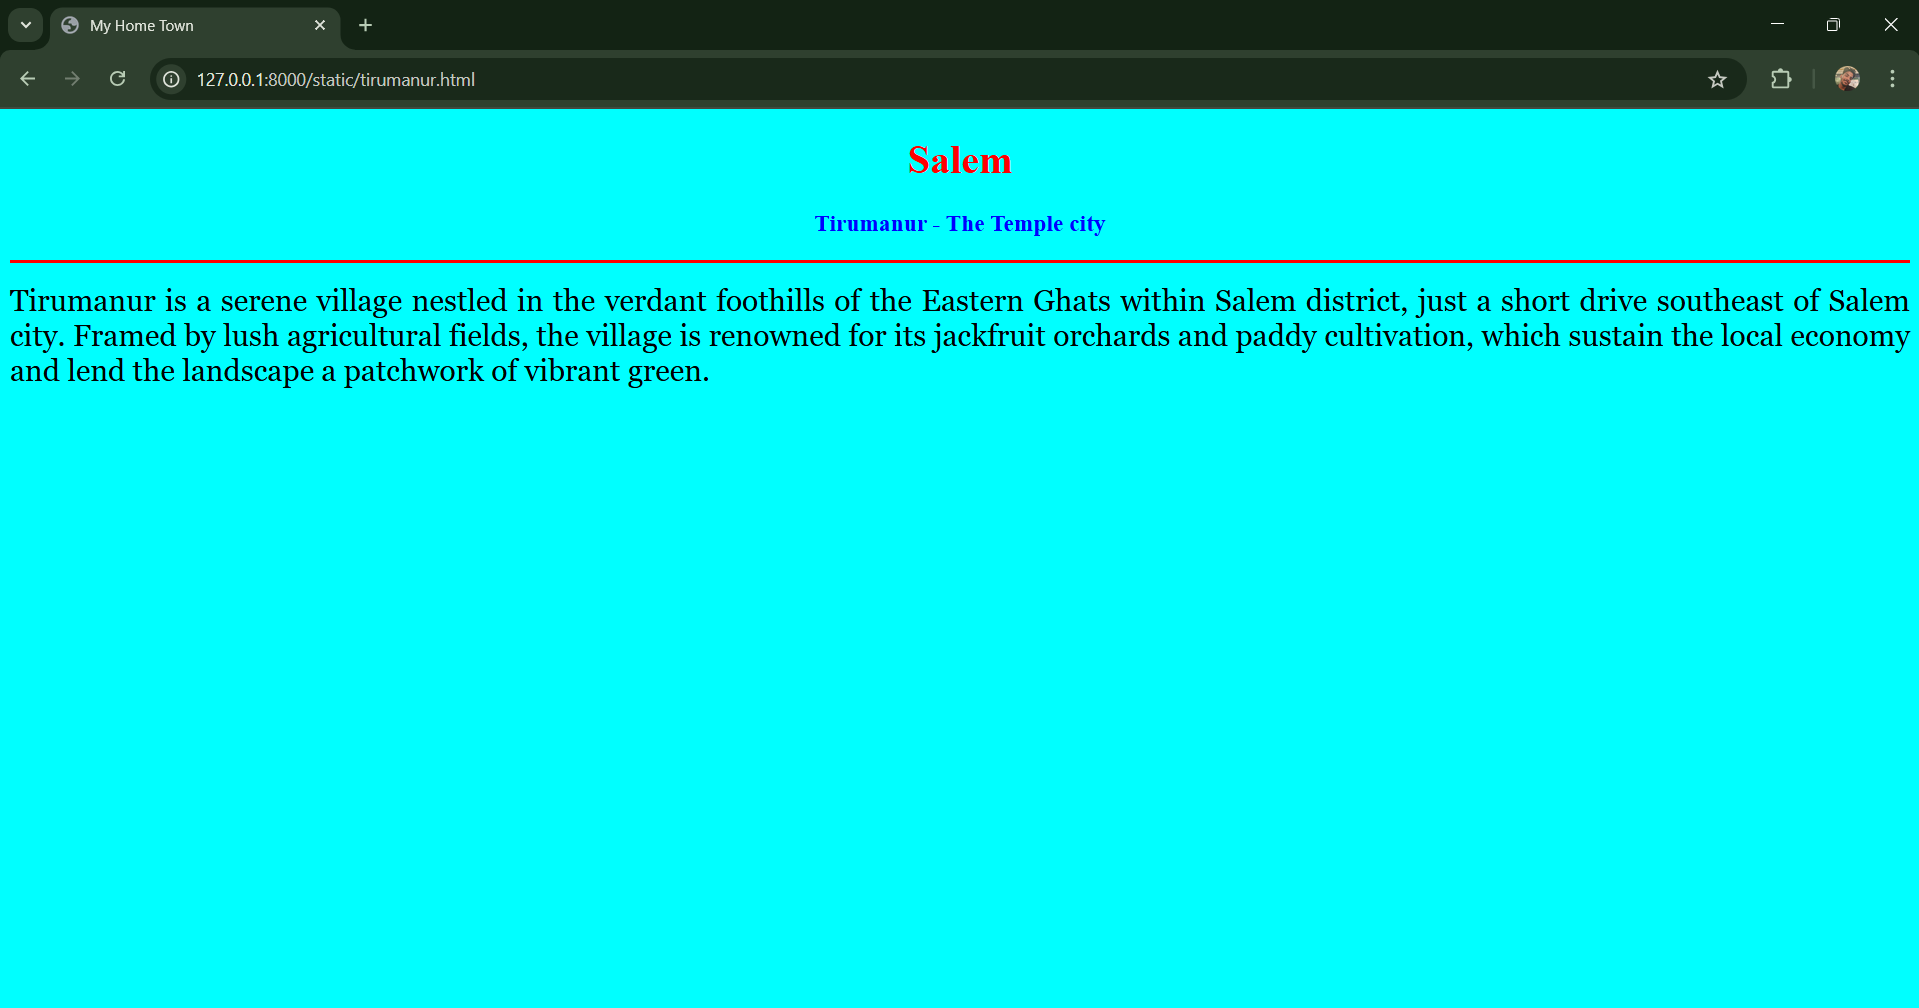 My Home Town
127.0.0.1:8000/static/tirumanur.html
Salem
Tirumanur - The Temple city
Tirumanur is a serene village nestled in the verdant foothills of the Eastern Ghats within Salem district, just a short drive southeast of Salem
city. Framed by lush agricultural fields, the village is renowned for its jackfruit orchards and paddy cultivation, which sustain the local economy
and lend the landscape a patchwork of vibrant green.